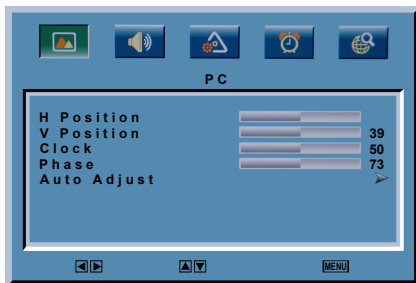 PC
H Position
V Position 39
Clock 50
Phase 73
Auto Adjust
MENU